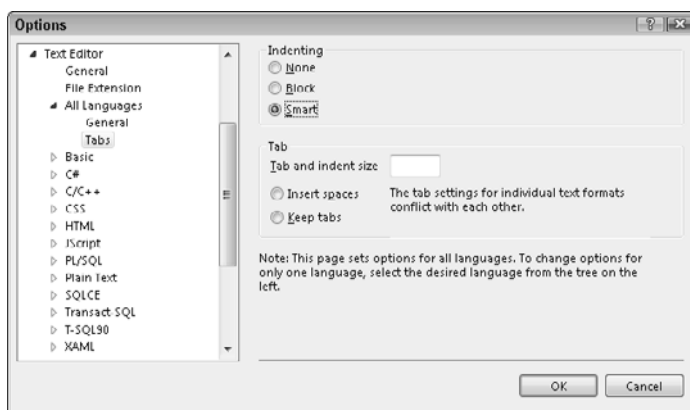 Options
Text Editor
General
File Extension
All Languages
General
Tabs
Basic
C#
C/C++
CSS
HTML
JScript
PL/SQL
Plain Text
SQLCE
Transact SQL
T-SQL90
XAML
Indenting
None
Block
Smart
Tab
Tab and indent size
Insert spaces
Keep tabs
The tab settings for individual text formats
conflict with each other.
Note: This page sets options for all languages. To change options for
only one language, select the desired language from the tree on the
left.
OK
Cancel